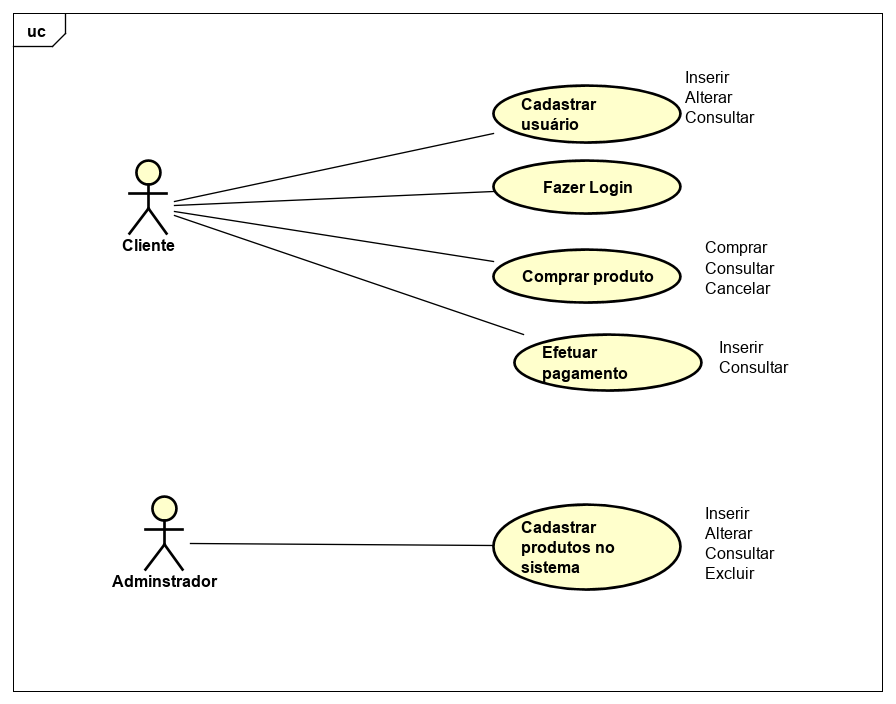 uc
Cadastrar
usuário
Inserir
Alterar
Consultar
Fazer Login
Cliente
Comprar produto
Comprar
Consultar
Cancelar
Efetuar
pagamento
Inserir
Consultar
Adminstrador
Cadastrar
produtos no
sistema
Inserir
Alterar
Consultar
Excluir